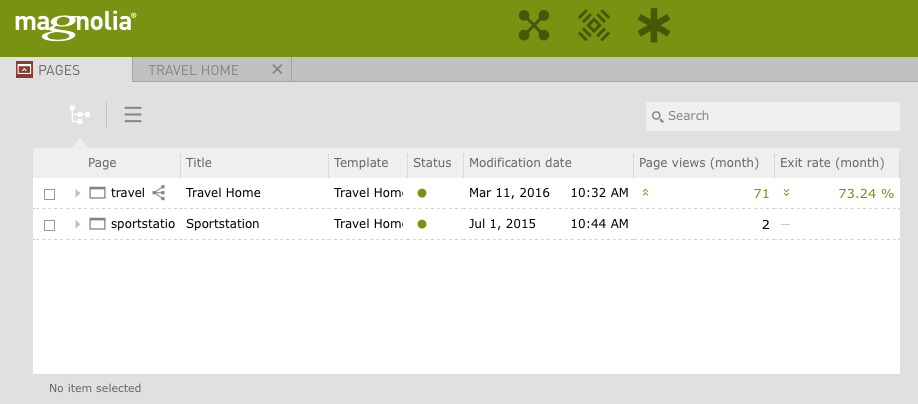 magnolia®
PAGES TRAVEL HOME
Search
Page Title Template Status Modification date Page views (month) Exit rate (month)
travel Travel Home Travel Hom Mar 11, 2016 10:32 AM 71 73.24 %
sportstatio Sportstation Travel Hom Jul 1, 2015 10:44 AM 2 —
No item selected